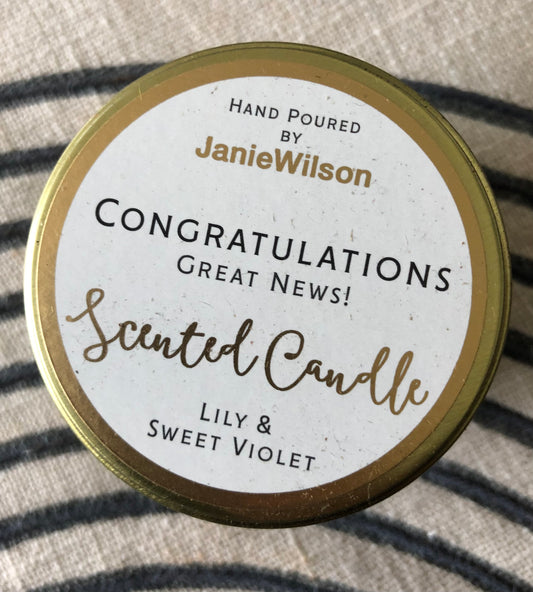 Hand Poured
by
JanieWilson
Congratulations
Great News!
Scented Candle
Lily &
Sweet Violet